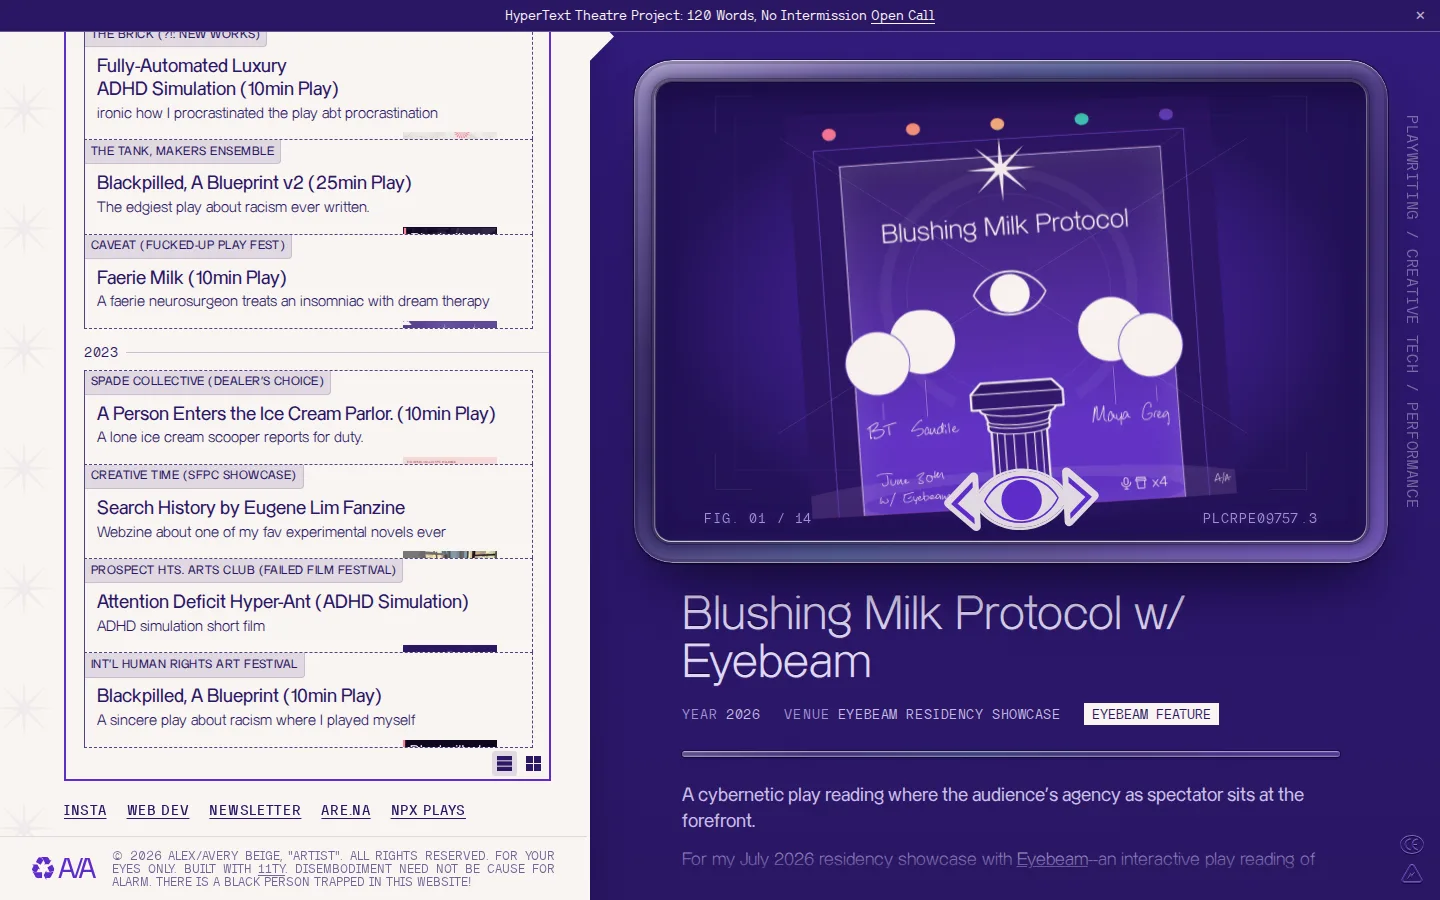 HyperText Theatre Project: 120 Words, No Intermission Open Call
×
THE BRICK (?!: NEW WORKS)
Fully-Automated Luxury
ADHD Simulation (10min Play)
ironic how I procrastinated the play abt procrastination
THE TANK, MAKERS ENSEMBLE
Blackpilled, A Blueprint v2 (25min Play)
The edgiest play about racism ever written.
CAVEAT (FUCKED-UP PLAY FEST)
Faerie Milk (10min Play)
A faerie neurosurgeon treats an insomniac with dream therapy
2023
SPADE COLLECTIVE (DEALER'S CHOICE)
A Person Enters the Ice Cream Parlor. (10min Play)
A lone ice cream scooper reports for duty.
CREATIVE TIME (SFPC SHOWCASE)
Search History by Eugene Lim Fanzine
Webzine about one of my fav experimental novels ever
PROSPECT HTS. ARTS CLUB (FAILED FILM FESTIVAL)
Attention Deficit Hyper-Ant (ADHD Simulation)
ADHD simulation short film
INT'L HUMAN RIGHTS ART FESTIVAL
Blackpilled, A Blueprint (10min Play)
A sincere play about racism where I played myself
INSTA WEB DEV NEWSLETTER ARE.NA NPX PLAYS
A/A
© 2026 ALEX/AVERY BEIGE, "ARTIST". ALL RIGHTS RESERVED. FOR YOUR
EYES ONLY. BUILT WITH 11TY. DISEMBODIMENT NEED NOT BE CAUSE FOR
ALARM. THERE IS A BLACK PERSON TRAPPED IN THIS WEBSITE!
Blushing Milk Protocol
BT Saudile Maya Greg
June 30th
w/ Eyebeam
x4
A/A
FIG. 01 / 14
PLCRPE09757.3
PLAYWRITING / CREATIVE TECH / PERFORMANCE
Blushing Milk Protocol w/
Eyebeam
YEAR 2026 VENUE EYEBEAM RESIDENCY SHOWCASE EYEBEAM FEATURE
A cybernetic play reading where the audience's agency as spectator sits at the
forefront.
For my July 2026 residency showcase with Eyebeam—an interactive play reading of